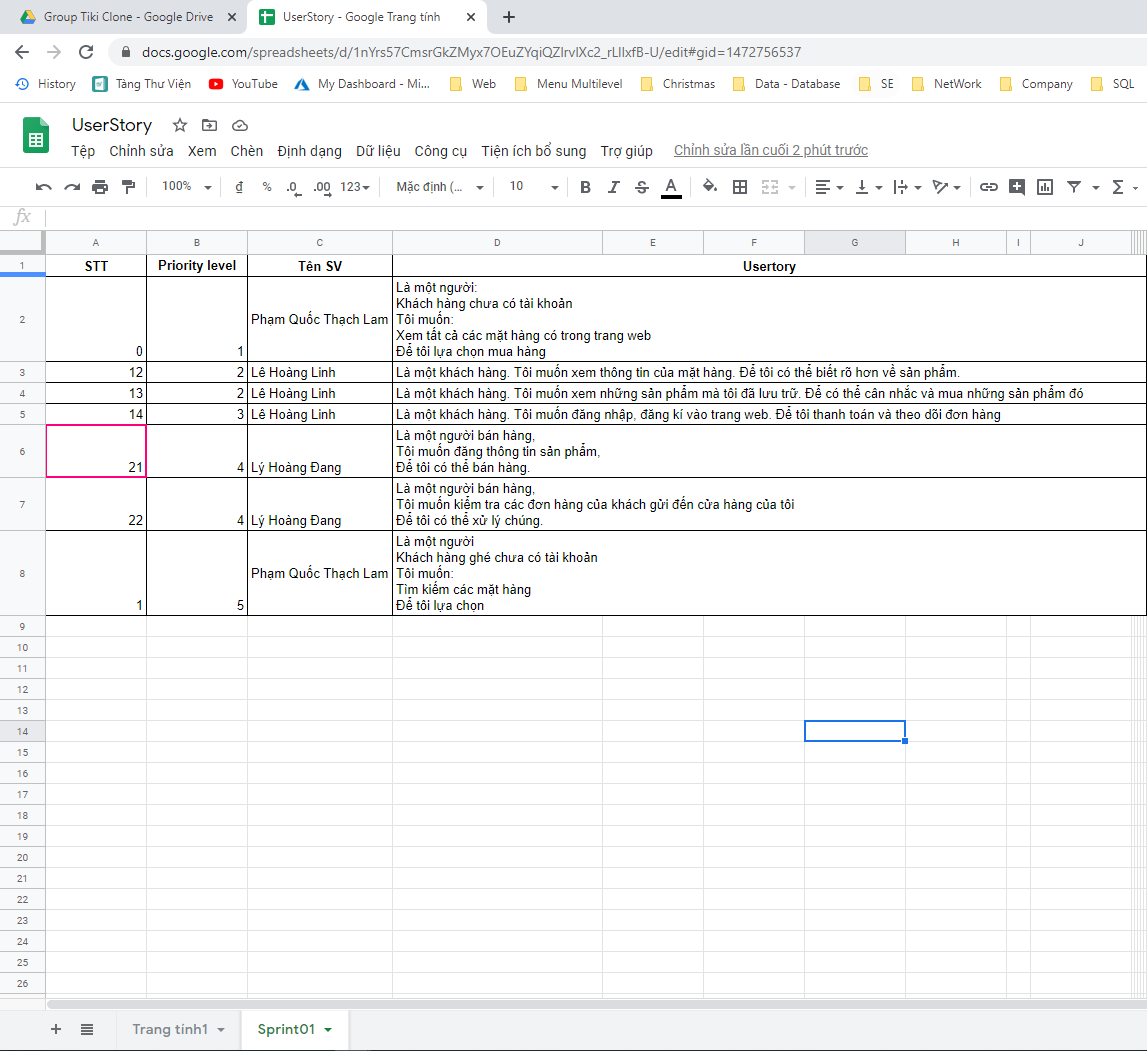 Group Tiki Clone - Google Drive
UserStory - Google Trang tính
docs.google.com/spreadsheets/d/1nYrs57CmsrGkZMyx7OEuZYqiQZIrvIXc2_rLlIxfB-U/edit#gid=1472756537
History Tàng Thư Viện YouTube My Dashboard - Mi... Web Menu Multilevel Christmas Data - Database SE NetWork Company SQL
UserStory
Tệp Chỉnh sửa Xem Chèn Định dạng Dữ liệu Công cụ Tiện ích bổ sung Trợ giúp Chỉnh sửa lần cuối 2 phút trước
100% đ % .0 .00 123 Mặc định (... 10 B I S A
fx
A B C D E F G H I J
1 STT Priority level Tên SV Usertory
2 0 1 Phạm Quốc Thạch Lam Là một người:
Khách hàng chưa có tài khoản
Tôi muốn:
Xem tất cả các mặt hàng có trong trang web
Để tôi lựa chọn mua hàng
3 12 2 Lê Hoàng Linh Là một khách hàng. Tôi muốn xem thông tin của mặt hàng. Để tôi có thể biết rõ hơn về sản phẩm.
4 13 2 Lê Hoàng Linh Là một khách hàng. Tôi muốn xem những sản phẩm mà tôi đã lưu trữ. Để có thể cân nhắc và mua những sản phẩm đó
5 14 3 Lê Hoàng Linh Là một khách hàng. Tôi muốn đăng nhập, đăng kí vào trang web. Để tôi thanh toán và theo dõi đơn hàng
6 21 4 Lý Hoàng Đang Là một người bán hàng,
Tôi muốn đăng thông tin sản phẩm,
Để tôi có thể bán hàng.
7 22 4 Lý Hoàng Đang Là một người bán hàng,
Tôi muốn kiểm tra các đơn hàng của khách gửi đến cửa hàng của tôi
Để tôi có thể xử lý chúng.
8 1 5 Phạm Quốc Thạch Lam Là một người
Khách hàng ghé chưa có tài khoản
Tôi muốn:
Tìm kiếm các mặt hàng
Để tôi lựa chọn
9
10
11
12
13
14
15
16
17
18
19
20
21
22
23
24
25
26
Trang tính1 Sprint01